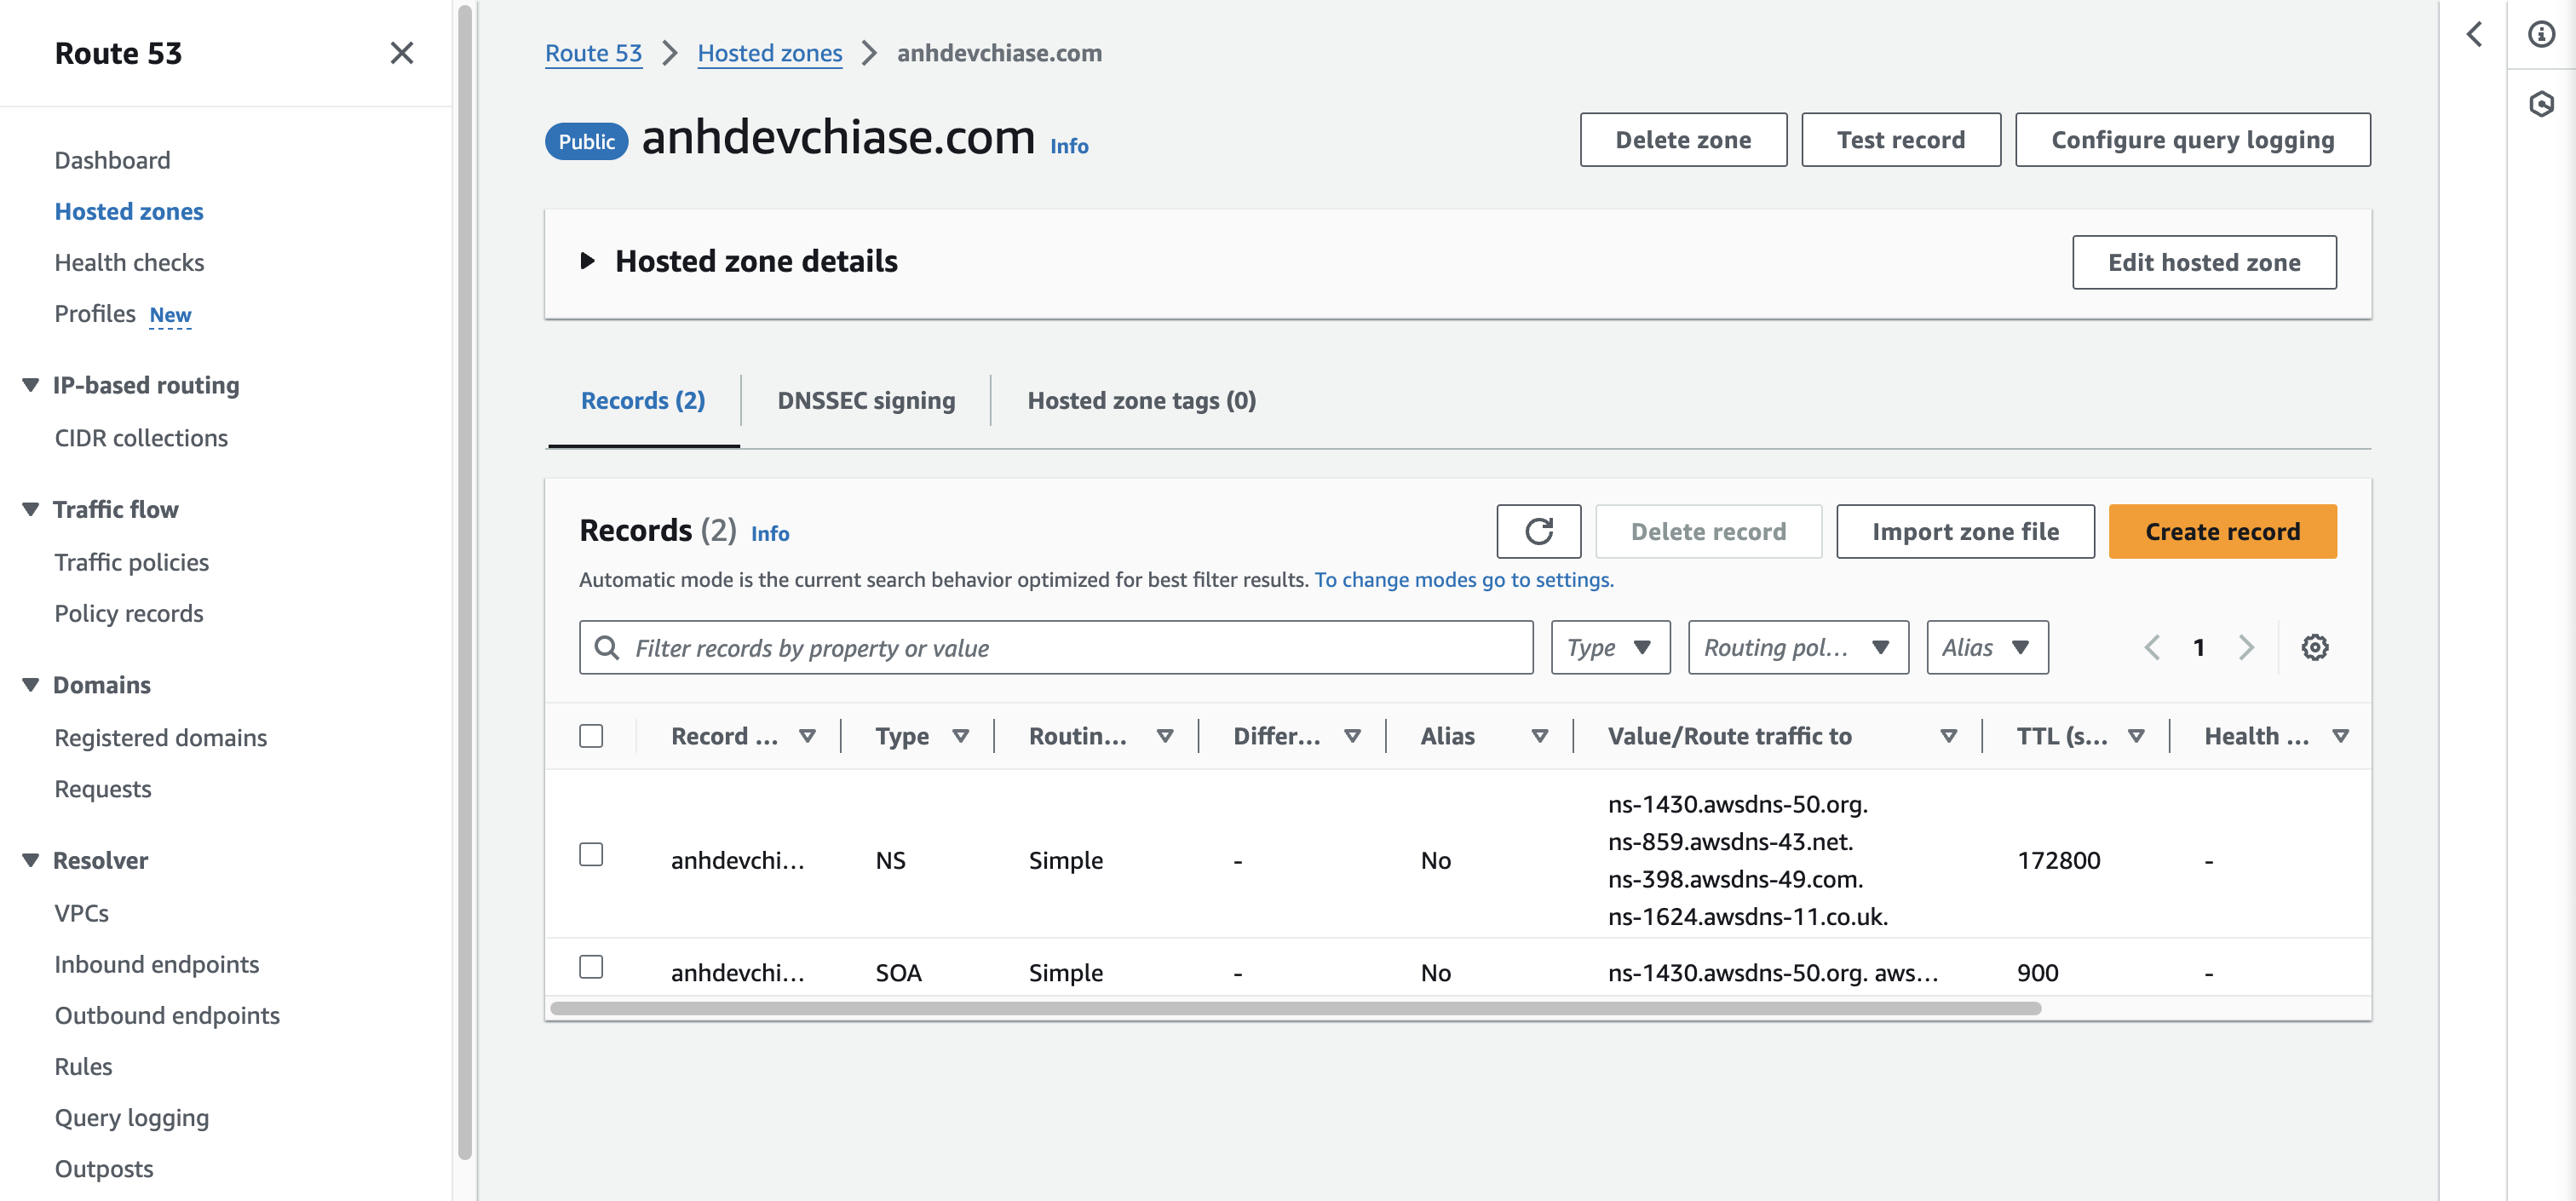 Route 53
Dashboard
Hosted zones
Health checks
Profiles New
IP-based routing
CIDR collections
Traffic flow
Traffic policies
Policy records
Domains
Registered domains
Requests
Resolver
VPCs
Inbound endpoints
Outbound endpoints
Rules
Query logging
Outposts
Route 53 > Hosted zones > anhdevchiase.com
Public anhdevchiase.com Info
Delete zone Test record Configure query logging
Hosted zone details Edit hosted zone
Records (2) DNSSEC signing Hosted zone tags (0)
Records (2) Info Delete record Import zone file Create record
Automatic mode is the current search behavior optimized for best filter results. To change modes go to settings.
Filter records by property or value Type Routing pol... Alias 1
Record ... Type Routin... Differ... Alias Value/Route traffic to TTL (s... Health ...
ns-1430.awsdns-50.org.
ns-859.awsdns-43.net.
anhdevchi... NS Simple - No ns-398.awsdns-49.com. 172800 -
ns-1624.awsdns-11.co.uk.
anhdevchi... SOA Simple - No ns-1430.awsdns-50.org. aws... 900 -